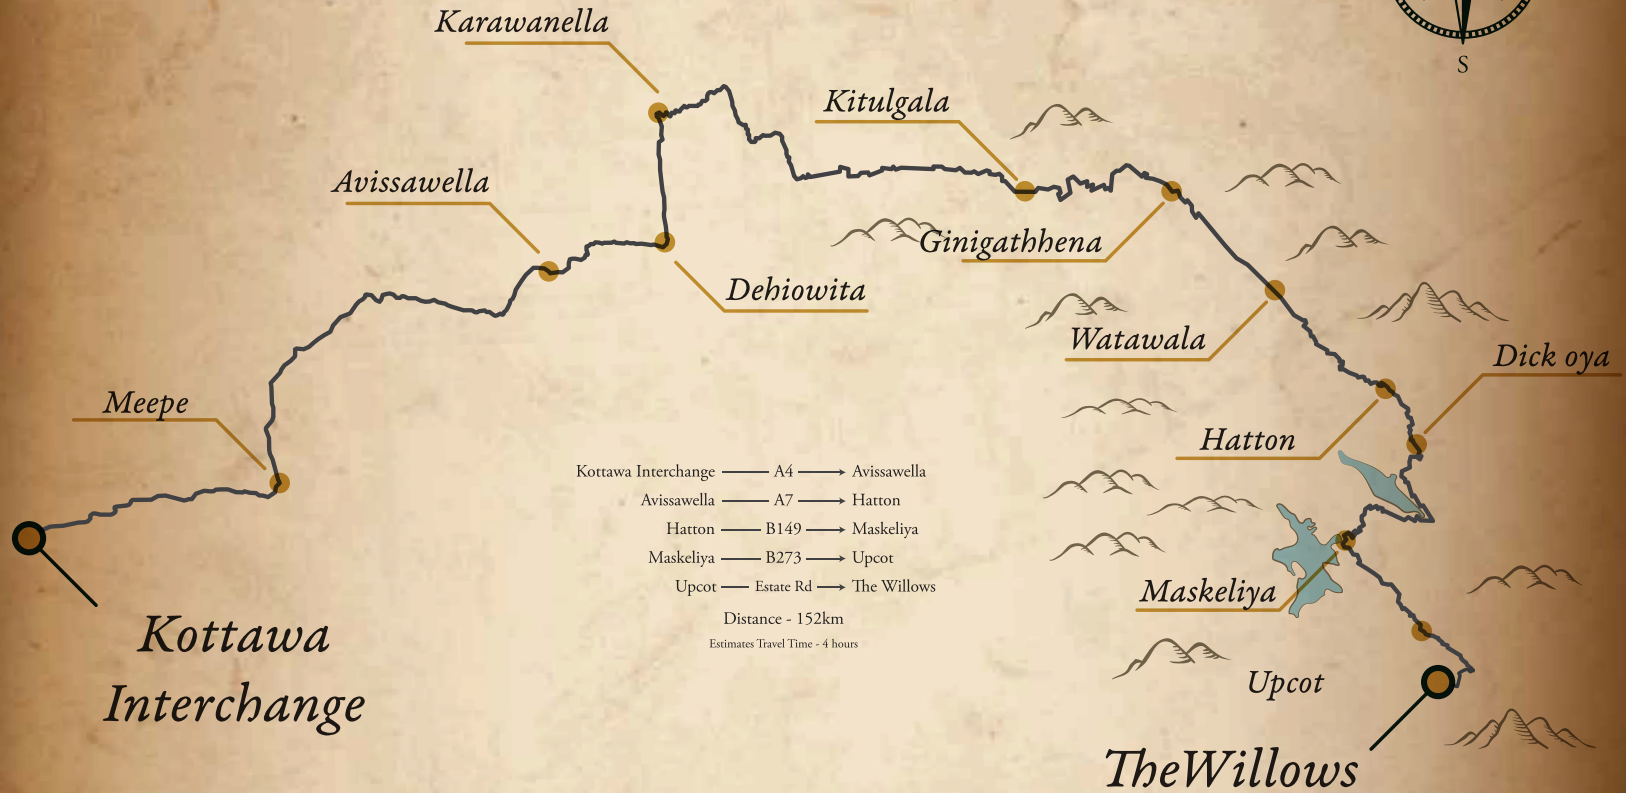 Karawanella
S
Kitulgala
Avissawella
Ginigathhena
Dehiowita
Watawala
Dick oya
Meepe
Hatton
Kottawa Interchange A4 Avissawella
Avissawella A7 Hatton
Hatton B149 Maskeliya
Maskeliya B273 Upcot
Upcot Estate Rd The Willows
Distance - 152km
Estimates Travel Time - 4 hours
Maskeliya
Kottawa
Interchange
Upcot
TheWillows